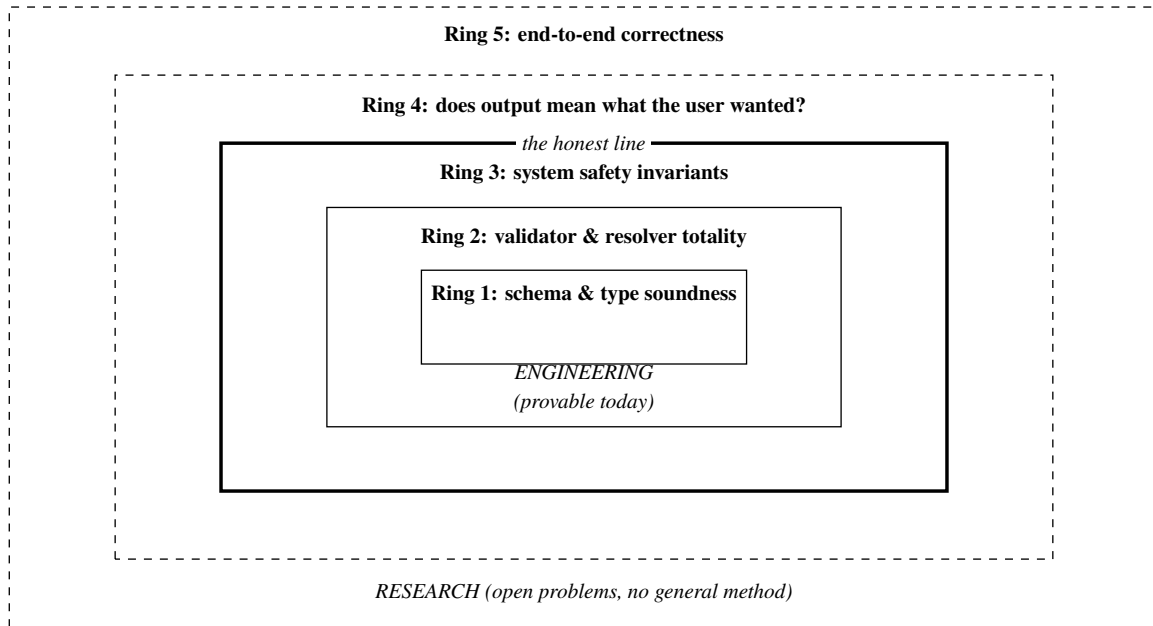 Ring 5: end-to-end correctness
Ring 4: does output mean what the user wanted?
the honest line
Ring 3: system safety invariants
Ring 2: validator & resolver totality
Ring 1: schema & type soundness
ENGINEERING
(provable today)
RESEARCH (open problems, no general method)